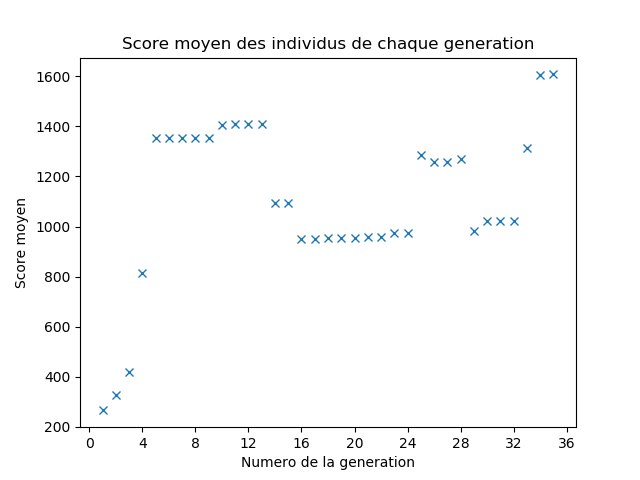 Score moyen des individus de chaque generation
1600
1400
1200
1000
800
600
400
200
Score moyen
0 4 8 12 16 20 24 28 32 36
Numero de la generation